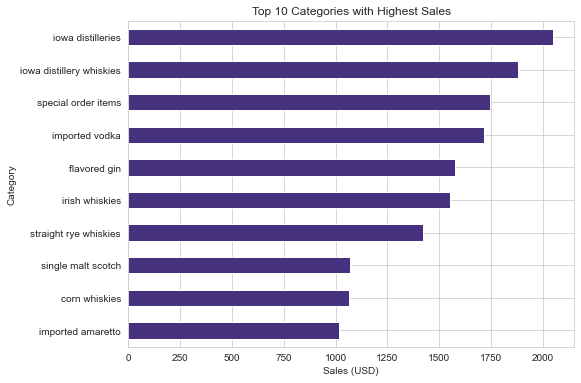 Top 10 Categories with Highest Sales
iowa distilleries
iowa distillery whiskies
special order items
imported vodka
flavored gin
irish whiskies
straight rye whiskies
single malt scotch
corn whiskies
imported amaretto
Category
0 250 500 750 1000 1250 1500 1750 2000
Sales (USD)